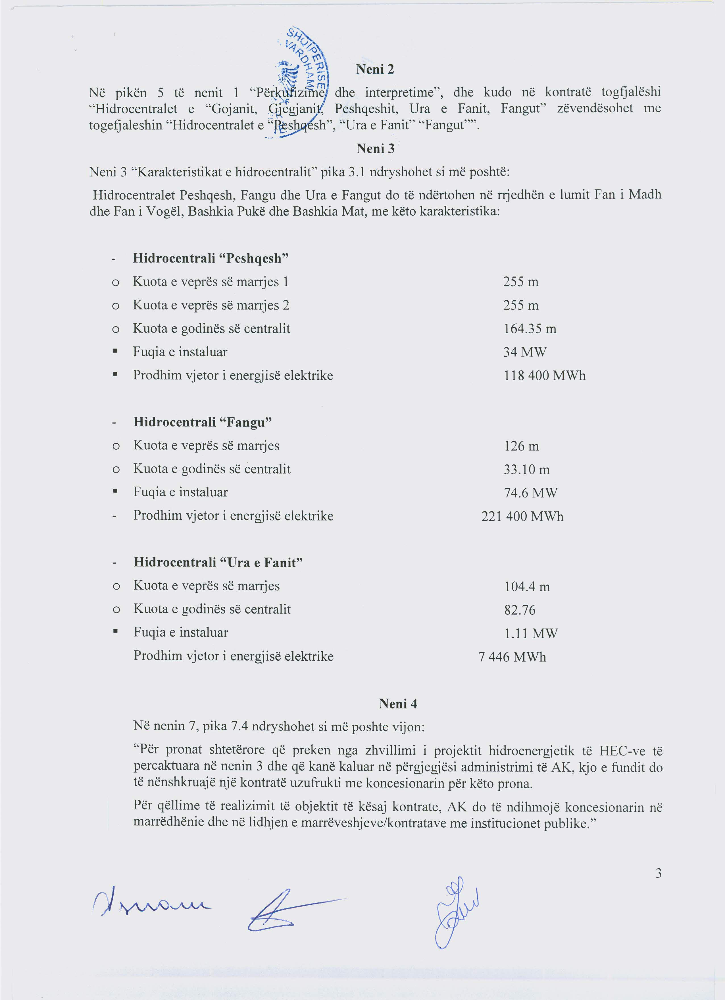 SHQIPERISE
VARDHAMI
Neni 2
Në pikën 5 të nenit 1 “Përkufizime dhe interpretime”, dhe kudo në kontratë togfjalëshi
“Hidrocentralet e “Gojanit, Gjegjanit, Peshqeshit, Ura e Fanit, Fangut” zëvendësohet me
togefjaleshin “Hidrocentralet e “Peshqesh”, “Ura e Fanit” “Fangut””.
Neni 3
Neni 3 “Karakteristikat e hidrocentralit” pika 3.1 ndryshohet si më poshtë:
Hidrocentralet Peshqesh, Fangu dhe Ura e Fangut do të ndërtohen në rrjedhën e lumit Fan i Madh
dhe Fan i Vogël, Bashkia Pukë dhe Bashkia Mat, me këto karakteristika:
- Hidrocentrali “Peshqesh”
o Kuota e veprës së marrjes 1 255 m
o Kuota e veprës së marrjes 2 255 m
o Kuota e godinës së centralit 164.35 m
▪ Fuqia e instaluar 34 MW
▪ Prodhim vjetor i energjisë elektrike 118 400 MWh
- Hidrocentrali “Fangu”
o Kuota e veprës së marrjes 126 m
o Kuota e godinës së centralit 33.10 m
▪ Fuqia e instaluar 74.6 MW
- Prodhim vjetor i energjisë elektrike 221 400 MWh
- Hidrocentrali “Ura e Fanit”
o Kuota e veprës së marrjes 104.4 m
o Kuota e godinës së centralit 82.76
▪ Fuqia e instaluar 1.11 MW
Prodhim vjetor i energjisë elektrike 7 446 MWh
Neni 4
Në nenin 7, pika 7.4 ndryshohet si më poshte vijon:
“Për pronat shtetërore që preken nga zhvillimi i projektit hidroenergjetik të HEC-ve të
percaktuara në nenin 3 dhe që kanë kaluar në përgjegjësi administrimi të AK, kjo e fundit do
të nënshkruajë një kontratë uzufrukti me koncesionarin për këto prona.
Për qëllime të realizimit të objektit të kësaj kontrate, AK do të ndihmojë koncesionarin në
marrëdhënie dhe në lidhjen e marrëveshjeve/kontratave me institucionet publike.”
3